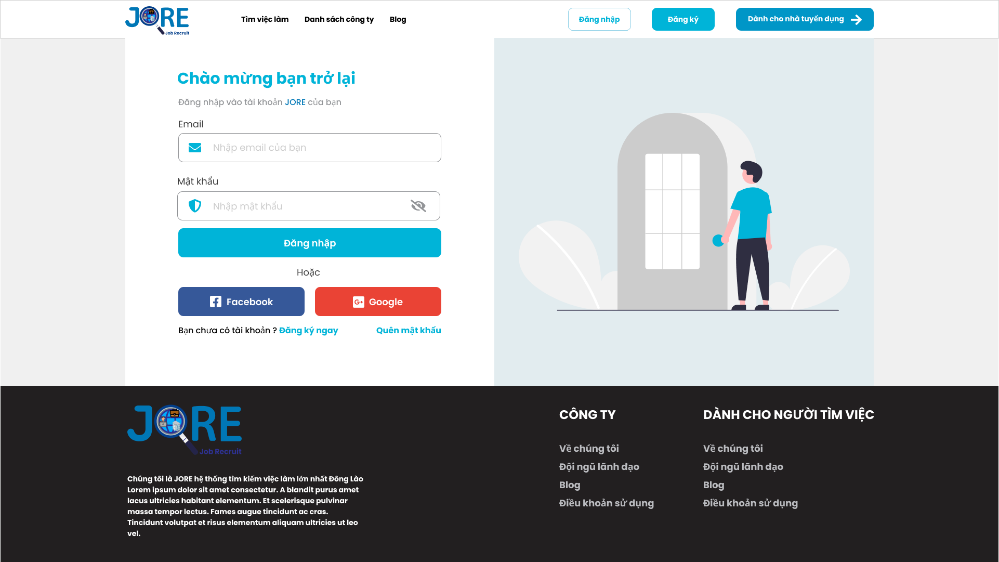 JORE
Job Recruit
Tìm việc làm
Danh sách công ty
Blog
Đăng nhập
Đăng ký
Dành cho nhà tuyển dụng
Chào mừng bạn trở lại
Đăng nhập vào tài khoản JORE của bạn
Email
Nhập email của bạn
Mật khẩu
Nhập mật khẩu
Đăng nhập
Hoặc
Facebook
Google
Bạn chưa có tài khoản ? Đăng ký ngay
Quên mật khẩu
JORE
Job Recruit
Chúng tôi là JORE hệ thống tìm kiếm việc làm lớn nhất Đông Lào
Lorem ipsum dolor sit amet consectetur. A blandit purus amet
lacus ultricies habitant elementum. Et scelerisque pulvinar
massa tempor lectus. Fames augue tincidunt ac cras.
Tincidunt volutpat et risus elementum aliquam ultricies ut leo
vel.
CÔNG TY
Về chúng tôi
Đội ngũ lãnh đạo
Blog
Điều khoản sử dụng
DÀNH CHO NGƯỜI TÌM VIỆC
Về chúng tôi
Đội ngũ lãnh đạo
Blog
Điều khoản sử dụng